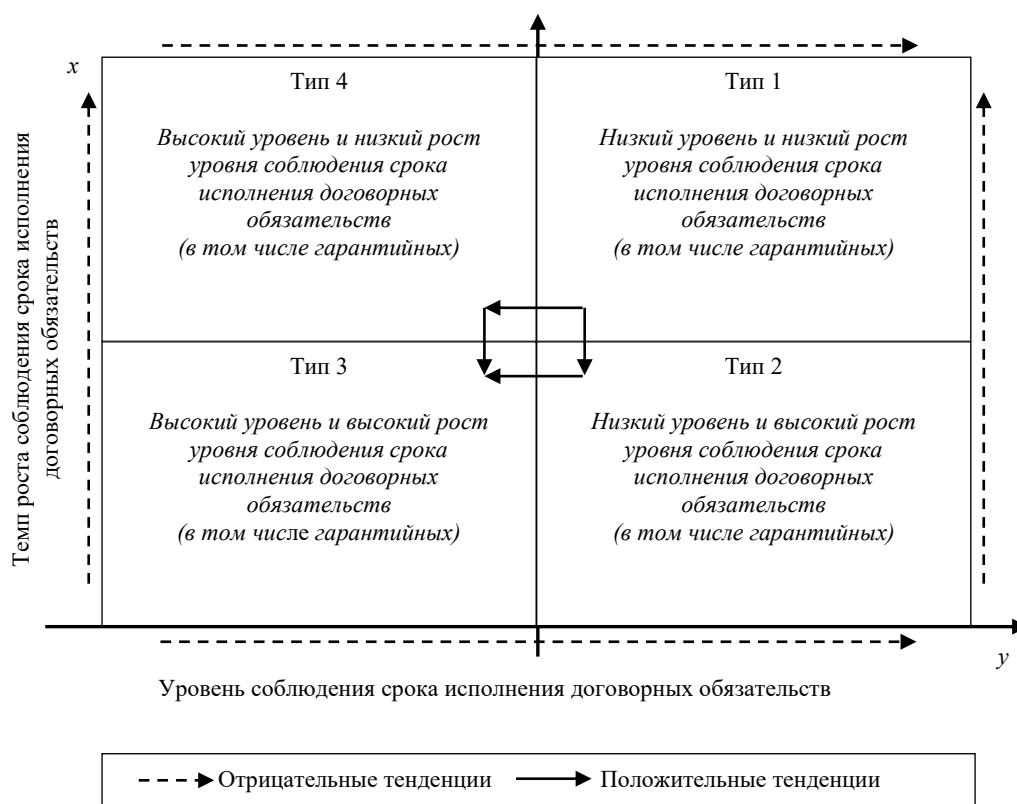 x
Тип 4
Высокий уровень и низкий рост
уровня соблюдения срока
исполнения договорных
обязательств
(в том числе гарантийных)
Тип 1
Низкий уровень и низкий рост
уровня соблюдения срока
исполнения договорных
обязательств
(в том числе гарантийных)
Темп роста соблюдения срока исполнения
договорных обязательств
Тип 3
Высокий уровень и высокий рост
уровня соблюдения срока
исполнения договорных
обязательств
(в том числе гарантийных)
Тип 2
Низкий уровень и высокий рост
уровня соблюдения срока
исполнения договорных
обязательств
(в том числе гарантийных)
y
Уровень соблюдения срока исполнения договорных обязательств
Отрицательные тенденции
Положительные тенденции